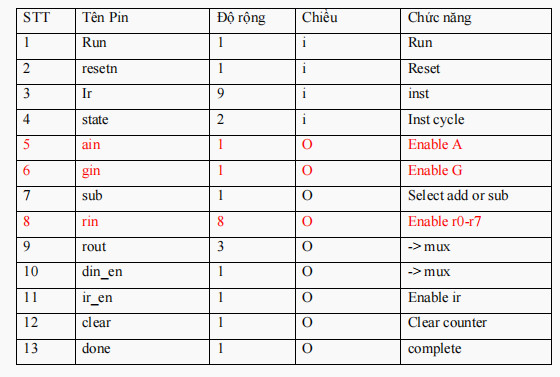 STT Tên Pin Độ rộng Chiều Chức năng
1 Run 1 i Run
2 resetn 1 i Reset
3 Ir 9 i inst
4 state 2 i Inst cycle
5 ain 1 O Enable A
6 gin 1 O Enable G
7 sub 1 O Select add or sub
8 rin 8 O Enable r0-r7
9 rout 3 O -> mux
10 din_en 1 O -> mux
11 ir_en 1 O Enable ir
12 clear 1 O Clear counter
13 done 1 O complete